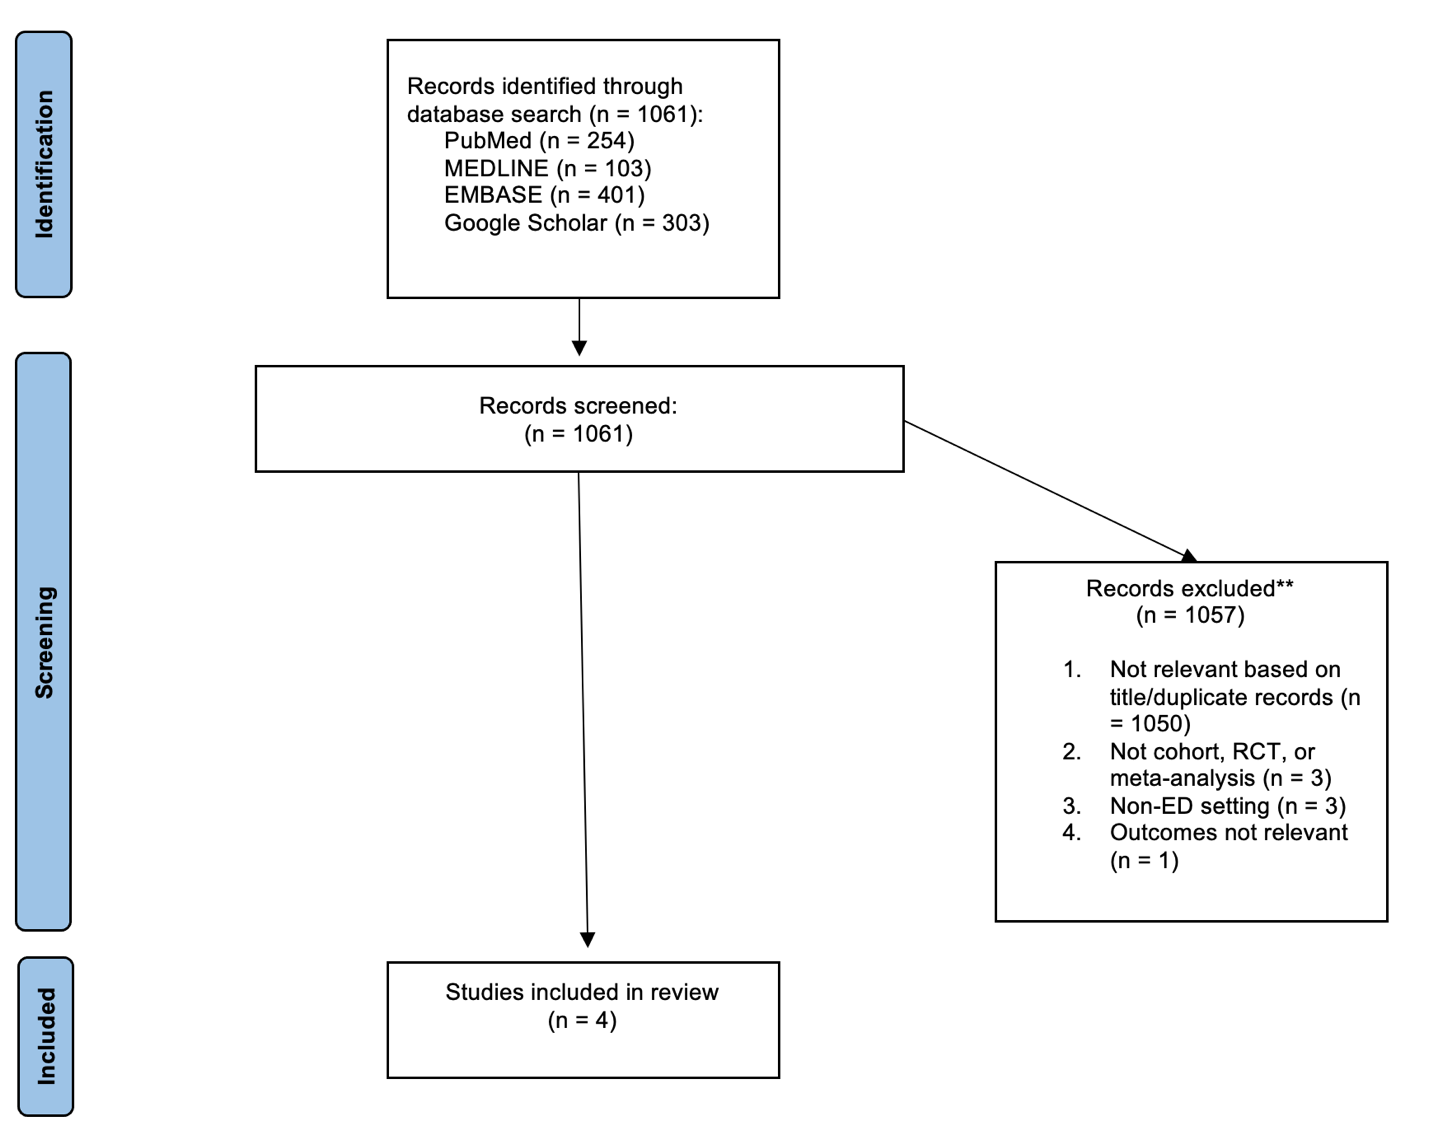 Identification
Records identified through
database search (n = 1061):
PubMed (n = 254)
MEDLINE (n = 103)
EMBASE (n = 401)
Google Scholar (n = 303)
Screening
Records screened:
(n = 1061)
Records excluded**
(n = 1057)
1. Not relevant based on
title/duplicate records (n
= 1050)
2. Not cohort, RCT, or
meta-analysis (n = 3)
3. Non-ED setting (n = 3)
4. Outcomes not relevant
(n = 1)
Included
Studies included in review
(n = 4)